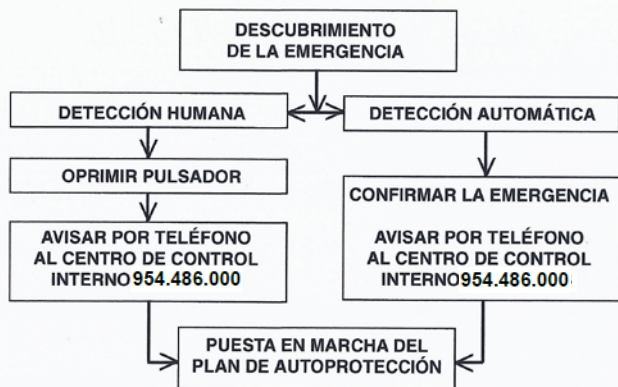 DESCUBRIMIENTO
DE LA EMERGENCIA
DETECCIÓN HUMANA
DETECCIÓN AUTOMÁTICA
OPRIMIR PULSADOR
CONFIRMAR LA EMERGENCIA
AVISAR POR TELÉFONO
AL CENTRO DE CONTROL
INTERNO 954.486.000
AVISAR POR TELÉFONO
AL CENTRO DE CONTROL
INTERNO 954.486.000
PUESTA EN MARCHA DEL
PLAN DE AUTOPROTECCIÓN